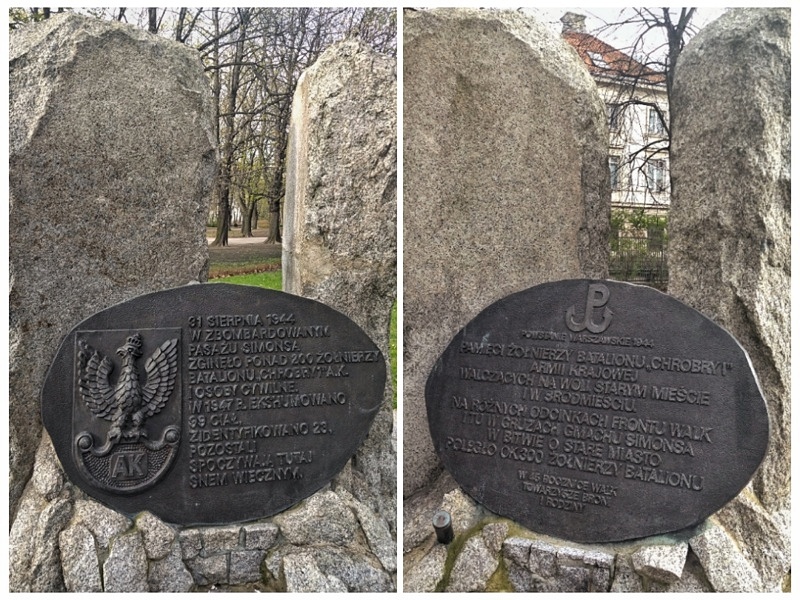 31 SIERPNIA 1944
W ZBOMBARDOWANYM
PASAŻU SIMONSA
ZGINĘŁO PONAD 200 ŻOŁNIERZY
BATALIONU „CHROBRY I" A.K.
I OSOBY CYWILNE.
W 1947 R. EKSHUMOWANO
99 CIAŁ,
ZIDENTYFIKOWANO 23.
POZOSTALI
SPOCZYWAJĄ TUTAJ
SNEM WIECZNYM.
AK
P
POWSTANIE WARSZAWSKIE 1944
PAMIĘCI ŻOŁNIERZY BATALIONU „CHROBRY I"
ARMII KRAJOWEJ
WALCZĄCYCH NA WOLI STARYM MIEŚCIE
I W ŚRÓDMIEŚCIU.
NA RÓŻNYCH ODCINKACH FRONTU WALK
I TU W GRUZACH GMACHU SIMONSA
W BITWIE O STARE MIASTO
POLEGŁO OK 300 ŻOŁNIERZY BATALIONU
W 45 ROCZNICĘ WALK
TOWARZYSZE BRONI
I RODZINY